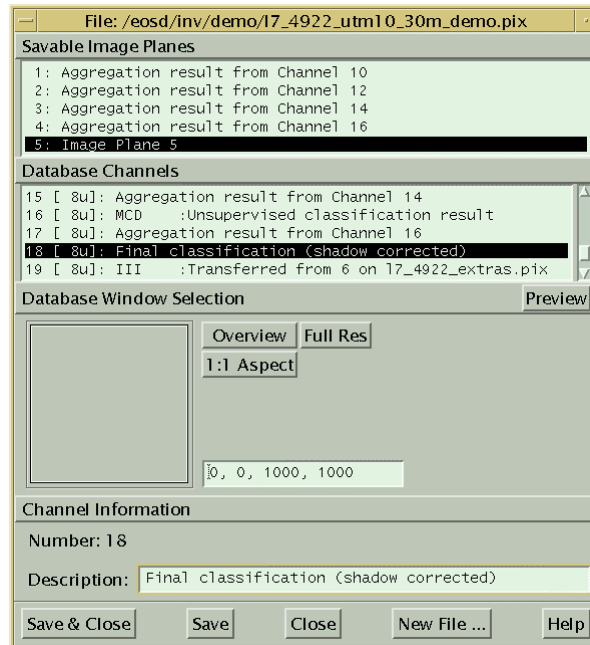 File: /eosd/inv/demo/l7_4922_utm10_30m_demo.pix
Savable Image Planes
1: Aggregation result from Channel 10
2: Aggregation result from Channel 12
3: Aggregation result from Channel 14
4: Aggregation result from Channel 16
5: Image Plane 5
Database Channels
15 [ 8u]: Aggregation result from Channel 14
16 [ 8u]: MCD     :Unsupervised classification result
17 [ 8u]: Aggregation result from Channel 16
18 [ 8u]: Final classification (shadow corrected)
19 [ 8u]: III     :Transferred from 6 on l7_4922_extras.pix
Database Window Selection Preview
Overview Full Res
1:1 Aspect
0, 0, 1000, 1000
Channel Information
Number: 18
Description: Final classification (shadow corrected)
Save & Close Save Close New File ... Help